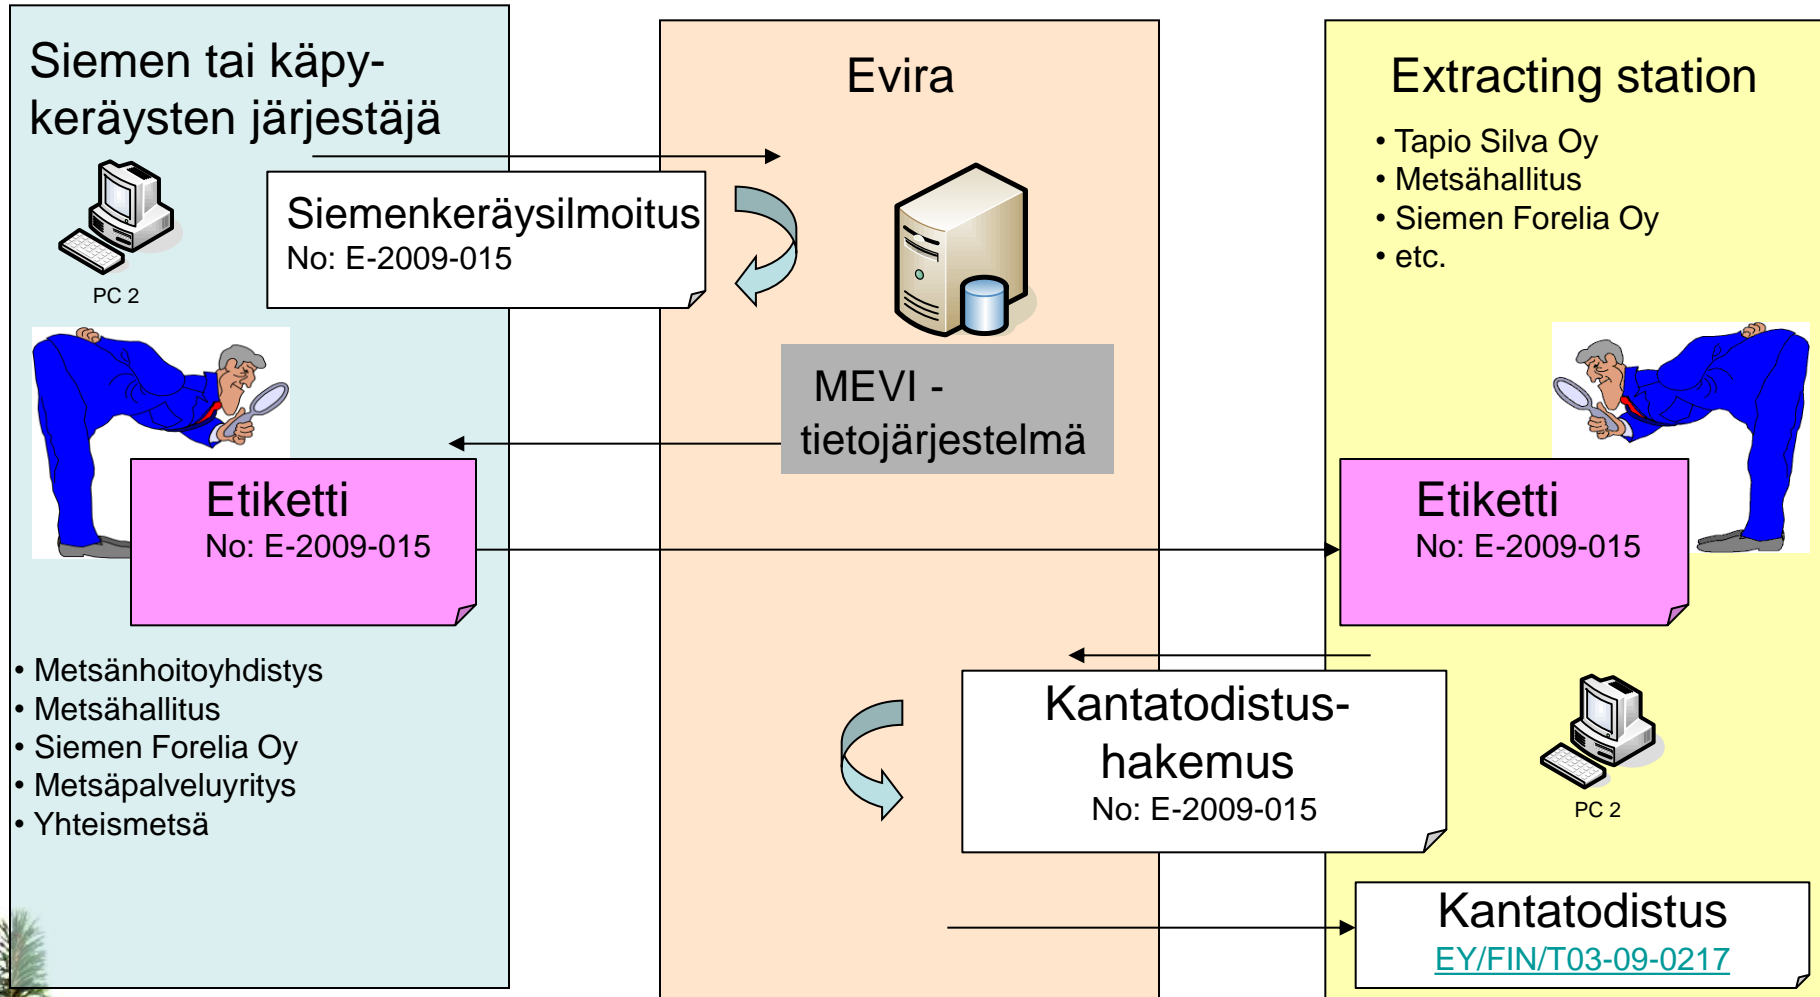 Siemen tai käpy-
keräysten järjestäjä
PC 2
Siemenkeräysilmoitus
No: E-2009-015
Etiketti
No: E-2009-015
• Metsänhoitoyhdistys
• Metsähallitus
• Siemen Forelia Oy
• Metsäpalveluyritys
• Yhteismetsä
Evira
MEVI -
tietojärjestelmä
Extracting station
• Tapio Silva Oy
• Metsähallitus
• Siemen Forelia Oy
• etc.
Etiketti
No: E-2009-015
Kantatodistus-
hakemus
No: E-2009-015
PC 2
Kantatodistus
EY/FIN/T03-09-0217